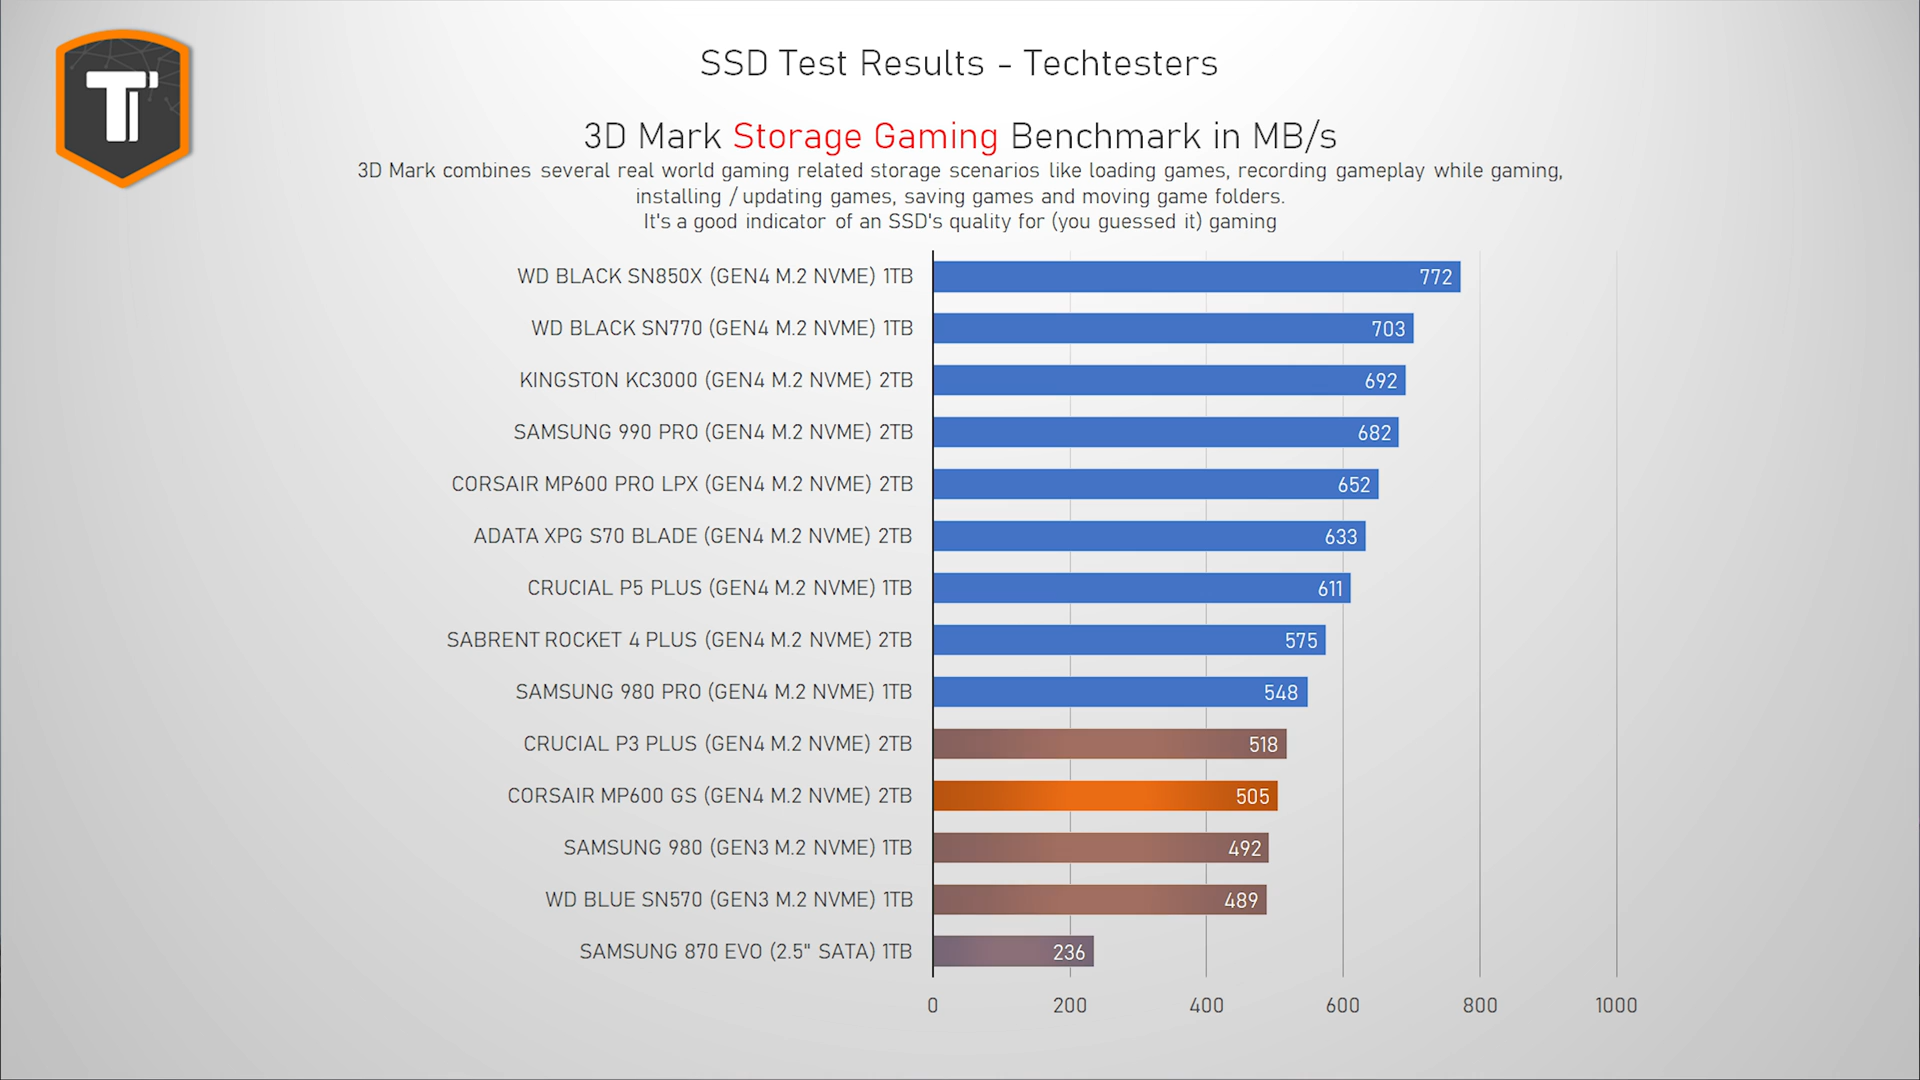 SSD Test Results - Techtesters
3D Mark Storage Gaming Benchmark in MB/s
3D Mark combines several real world gaming related storage scenarios like loading games, recording gameplay while gaming,
installing / updating games, saving games and moving game folders.
It's a good indicator of an SSD's quality for (you guessed it) gaming
WD BLACK SN850X (GEN4 M.2 NVME) 1TB 772
WD BLACK SN770 (GEN4 M.2 NVME) 1TB 703
KINGSTON KC3000 (GEN4 M.2 NVME) 2TB 692
SAMSUNG 990 PRO (GEN4 M.2 NVME) 2TB 682
CORSAIR MP600 PRO LPX (GEN4 M.2 NVME) 2TB 652
ADATA XPG S70 BLADE (GEN4 M.2 NVME) 2TB 633
CRUCIAL P5 PLUS (GEN4 M.2 NVME) 1TB 611
SABRENT ROCKET 4 PLUS (GEN4 M.2 NVME) 2TB 575
SAMSUNG 980 PRO (GEN4 M.2 NVME) 1TB 548
CRUCIAL P3 PLUS (GEN4 M.2 NVME) 2TB 518
CORSAIR MP600 GS (GEN4 M.2 NVME) 2TB 505
SAMSUNG 980 (GEN3 M.2 NVME) 1TB 492
WD BLUE SN570 (GEN3 M.2 NVME) 1TB 489
SAMSUNG 870 EVO (2.5" SATA) 1TB 236
0 200 400 600 800 1000